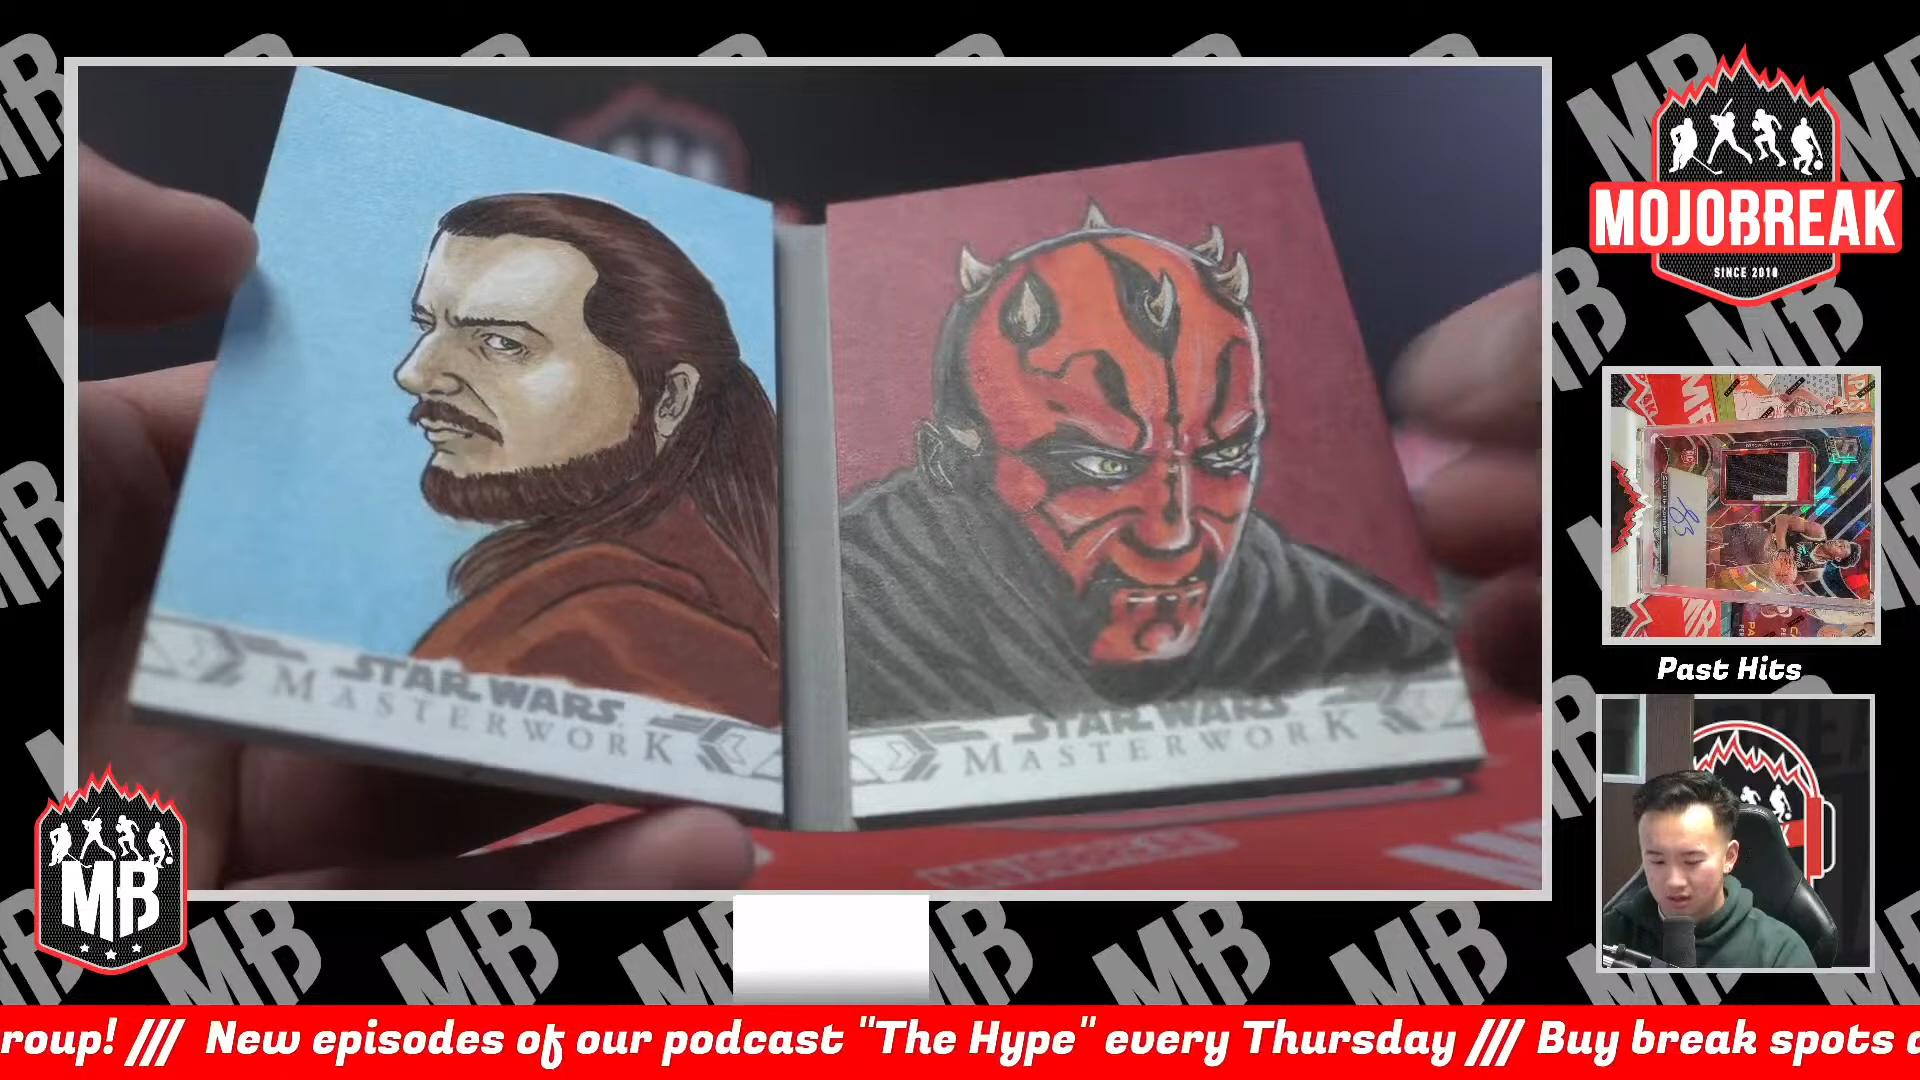 STAR WARS
MASTERWORK
STAR WARS
MASTERWORK
MOJOBREAK
SINCE 2010
Past Hits
MB
roup! /// New episodes of our podcast "The Hype" every Thursday /// Buy break spots